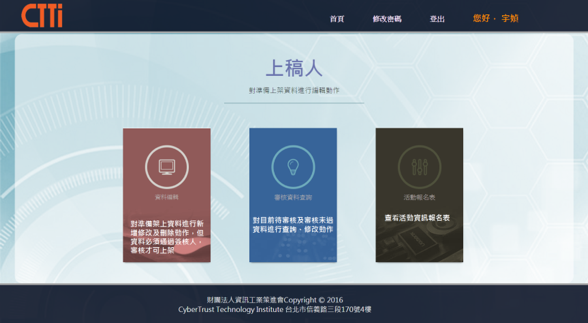 CTTi
首頁
修改密碼
登出
您好， 宇媜
上稿人
對準備上架資料進行編輯動作
資料編輯
對準備架上資料進行新
增修改及刪除動作，但
資料必須通過簽核人，
審核才可上架
審核資料查詢
對目前待審核及審核未過
資料進行查詢、修改動作
活動報名表
查看活動資訊報名表
財團法人資訊工業策進會Copyright © 2016
CyberTrust Technology Institute 台北市信義路三段170號4樓